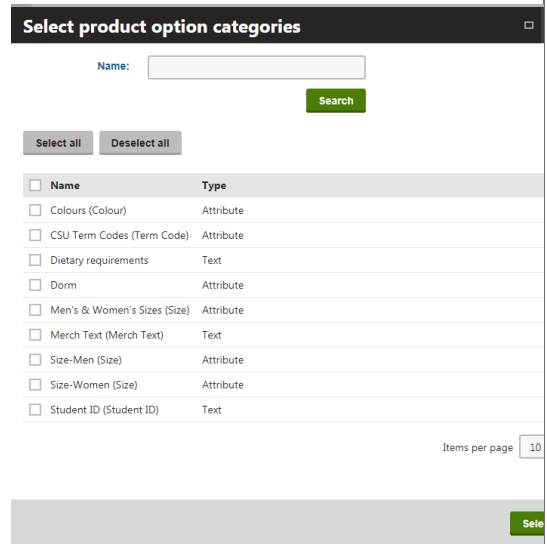 Select product option categories
Name:
Search
Select all Deselect all
Name Type
Colours (Colour) Attribute
CSU Term Codes (Term Code) Attribute
Dietary requirements Text
Dorm Attribute
Men's & Women's Sizes (Size) Attribute
Merch Text (Merch Text) Text
Size-Men (Size) Attribute
Size-Women (Size) Attribute
Student ID (Student ID) Text
Items per page 10